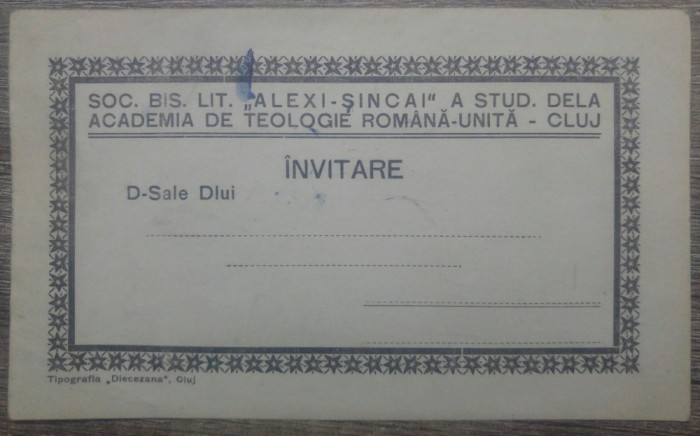 SOC. BIS. LIT. „ALEXI-ŞINCAI“ A STUD. DELA
ACADEMIA DE TEOLOGIE ROMÂNĂ-UNITĂ - CLUJ
ÎNVITARE
D-Sale Dlui
Tipografia „Diecezana“, Cluj